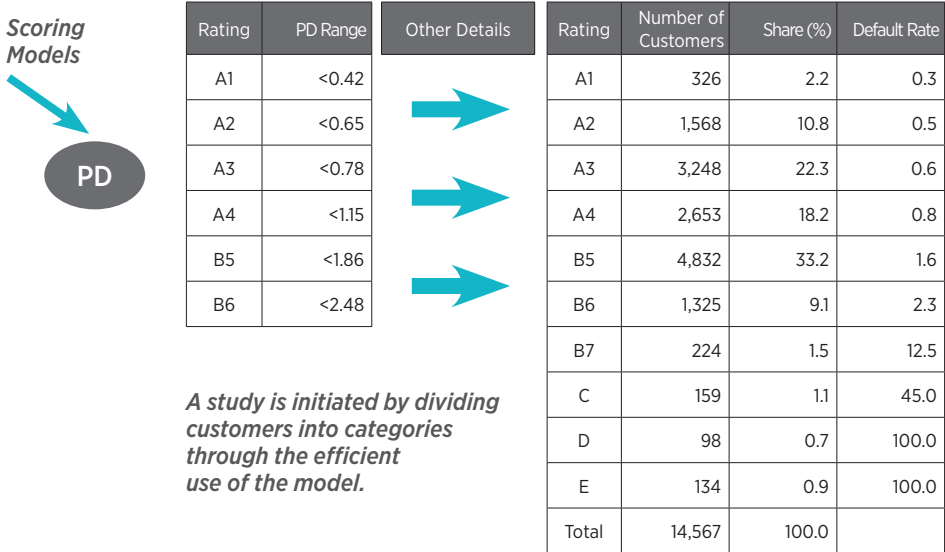 Scoring
Models
PD
Rating PD Range
A1 <0.42
A2 <0.65
A3 <0.78
A4 <1.15
B5 <1.86
B6 <2.48
Other Details
A study is initiated by dividing
customers into categories
through the efficient
use of the model.
Rating Number of Customers Share (%) Default Rate
A1 326 2.2 0.3
A2 1,568 10.8 0.5
A3 3,248 22.3 0.6
A4 2,653 18.2 0.8
B5 4,832 33.2 1.6
B6 1,325 9.1 2.3
B7 224 1.5 12.5
C 159 1.1 45.0
D 98 0.7 100.0
E 134 0.9 100.0
Total 14,567 100.0